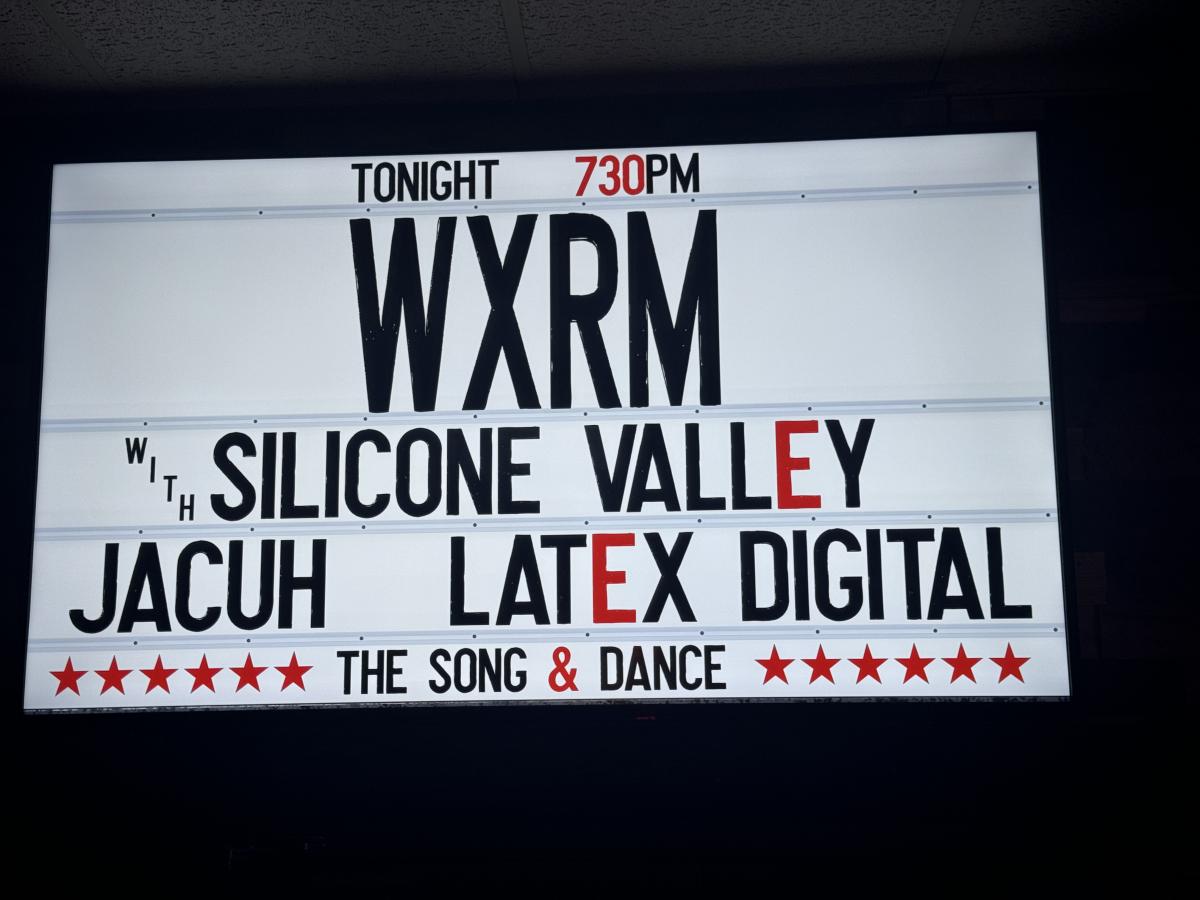 TONIGHT 730PM
WXRM
WITH SILICONE VALLEY
JACUH LATEX DIGITAL
★★★★★★ THE SONG & DANCE ★★★★★★